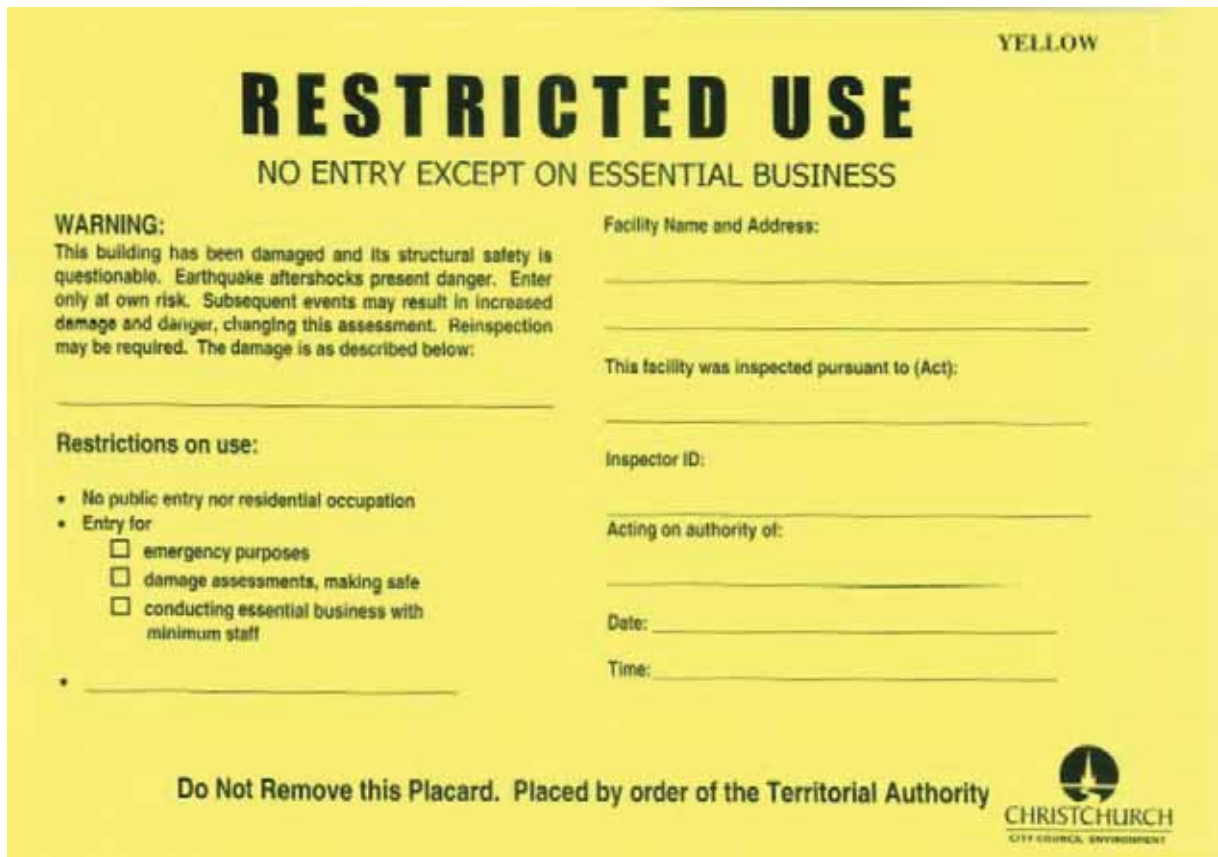 YELLOW
RESTRICTED USE
NO ENTRY EXCEPT ON ESSENTIAL BUSINESS
WARNING:
This building has been damaged and its structural safety is
questionable. Earthquake aftershocks present danger. Enter
only at own risk. Subsequent events may result in increased
damage and danger, changing this assessment. Reinspection
may be required. The damage is as described below:
Restrictions on use:
• No public entry nor residential occupation
• Entry for
emergency purposes
damage assessments, making safe
conducting essential business with
minimum staff
•
Facility Name and Address:
This facility was inspected pursuant to (Act):
Inspector ID:
Acting on authority of:
Date:
Time:
Do Not Remove this Placard. Placed by order of the Territorial Authority
CHRISTCHURCH
CITY COUNCIL ENVIRONMENT